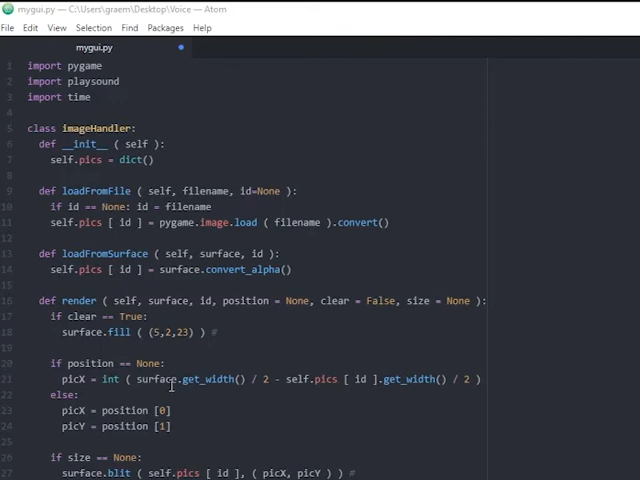 mygui.py — C:\Users\graem\Desktop\Voice — Atom
File Edit View Selection Find Packages Help
mygui.py
1 import pygame
2 import playsound
3 import time
4
5 class imageHandler:
6 def __init__ ( self ):
7 self.pics = dict()
8
9 def loadFromFile ( self, filename, id=None ):
10 if id == None: id = filename
11 self.pics [ id ] = pygame.image.load ( filename ).convert()
12
13 def loadFromSurface ( self, surface, id ):
14 self.pics [ id ] = surface.convert_alpha()
15
16 def render ( self, surface, id, position = None, clear = False, size = None ):
17 if clear == True:
18 surface.fill ( (5,2,23) ) #
19
20 if position == None:
21 picX = int ( surface.get_width() / 2 - self.pics [ id ].get_width() / 2 )
22 else:
23 picX = position [0]
24 picY = position [1]
25
26 if size == None:
27 surface.blit ( self.pics [ id ], ( picX, picY ) ) #